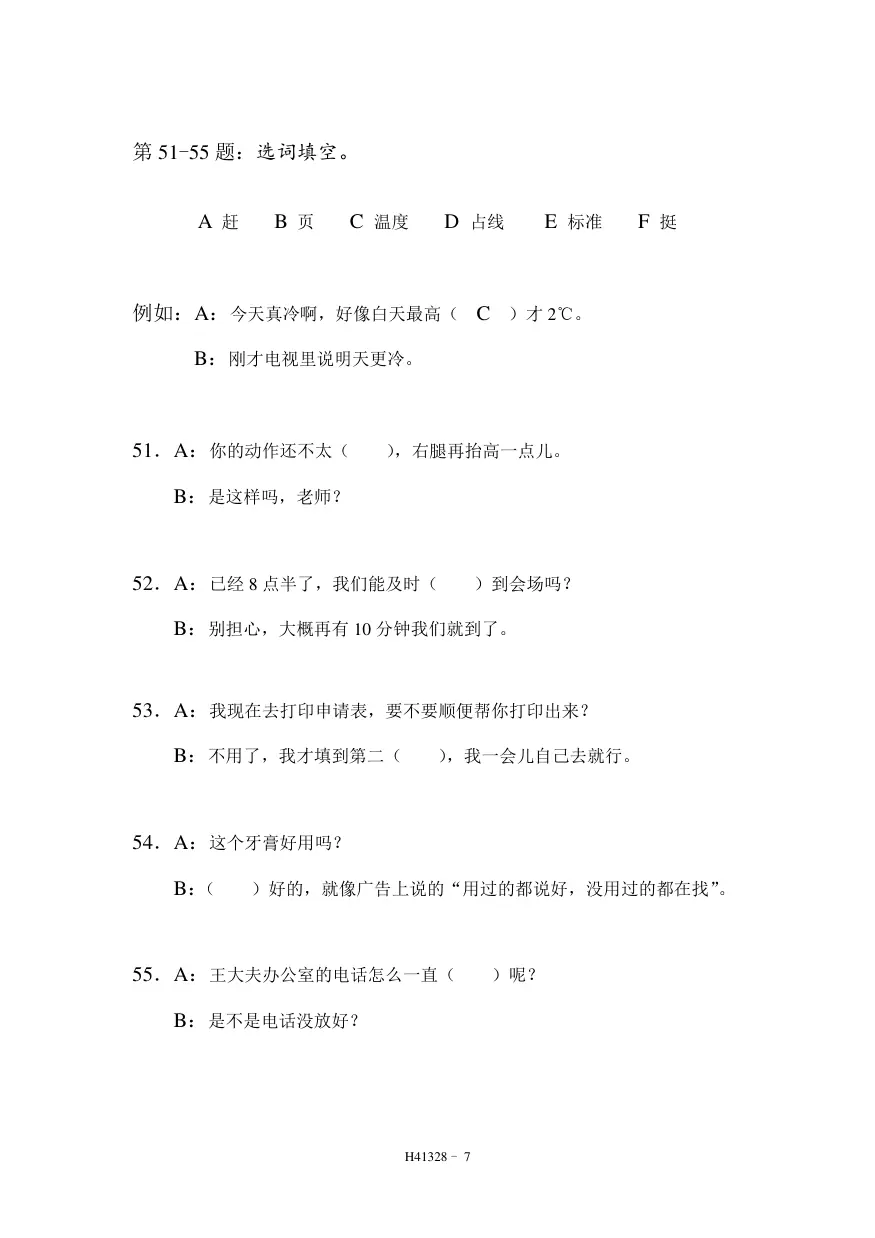 第 51-55 题：选词填空。
A 赶 B 页 C 温度 D 占线 E 标准 F 挺
例如：A：今天真冷啊，好像白天最高（ C ）才 2℃。
B：刚才电视里说明天更冷。
51．A：你的动作还不太（ ），右腿再抬高一点儿。
B：是这样吗，老师？
52．A：已经 8 点半了，我们能及时（ ）到会场吗？
B：别担心，大概再有 10 分钟我们就到了。
53．A：我现在去打印申请表，要不要顺便帮你打印出来？
B：不用了，我才填到第二（ ），我一会儿自己去就行。
54．A：这个牙膏好用吗？
B：（ ）好的，就像广告上说的“用过的都说好，没用过的都在找”。
55．A：王大夫办公室的电话怎么一直（ ）呢？
B：是不是电话没放好？
H41328 - 7